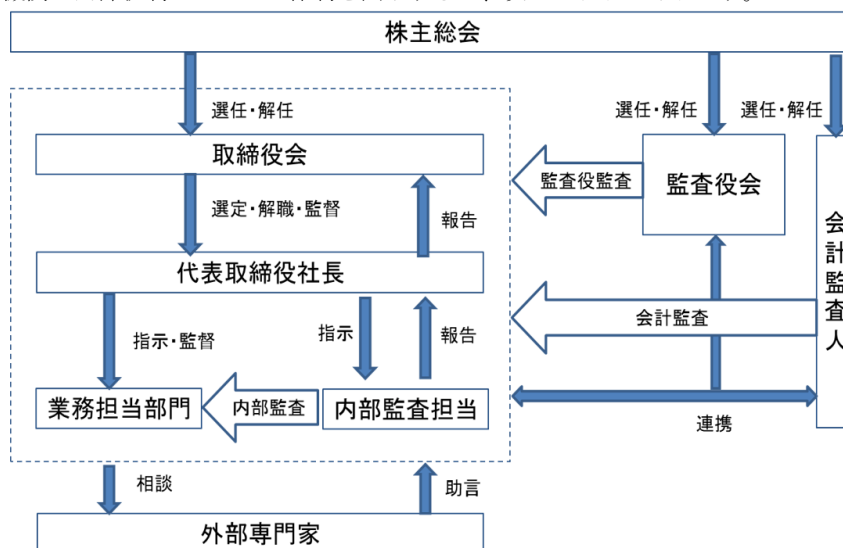 株主総会
選任・解任
選任・解任
選任・解任
取締役会
監査役監査
監査役会
選定・解職・監督
報告
会計監査人
代表取締役社長
会計監査
指示・監督
指示
報告
業務担当部門
内部監査
内部監査担当
連携
相談
助言
外部専門家